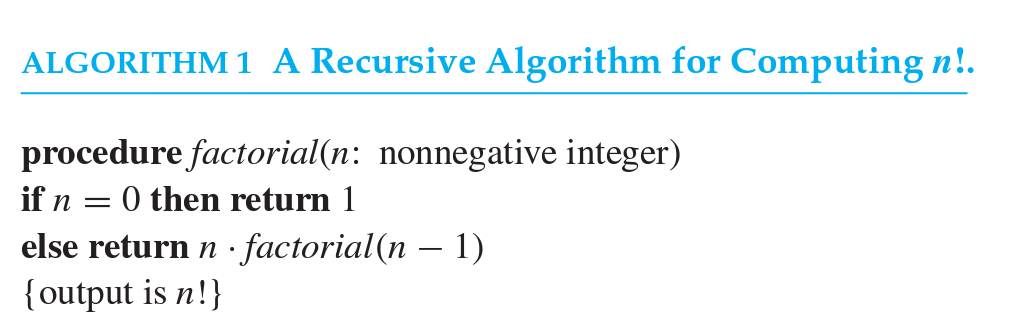 ALGORITHM 1 A Recursive Algorithm for Computing n!.
procedure factorial(n: nonnegative integer)
if n = 0 then return 1
else return n · factorial(n − 1)
{output is n!}